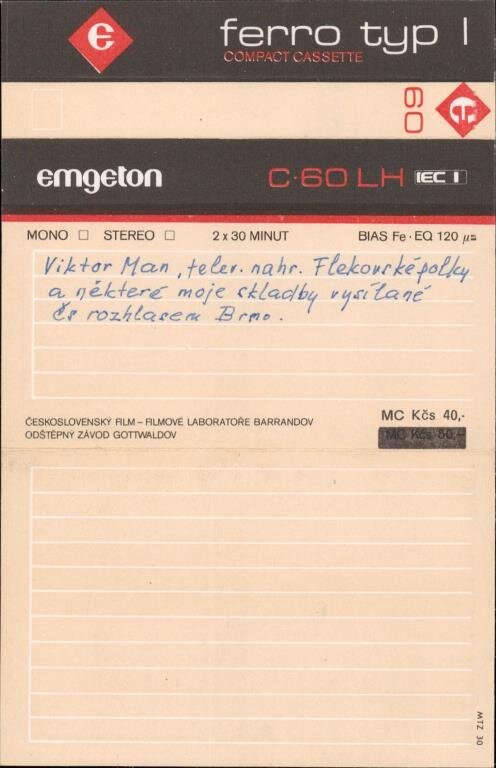 e
ferro typ I
COMPACT CASSETTE
60
emgeton
C·60 LH IEC I
MONO □ STEREO □ 2 x 30 MINUT BIAS Fe · EQ 120 µs
Viktor Man, telev. nahr. Flekovské polky
a některé moje skladby vysílané
čs rozhlasem Brno.
MC Kčs 40,-
ČESKOSLOVENSKÝ FILM – FILMOVÉ LABORATOŘE BARRANDOV
MC Kčs 50,-
ODŠTĚPNÝ ZÁVOD GOTTWALDOV
MTZ 30